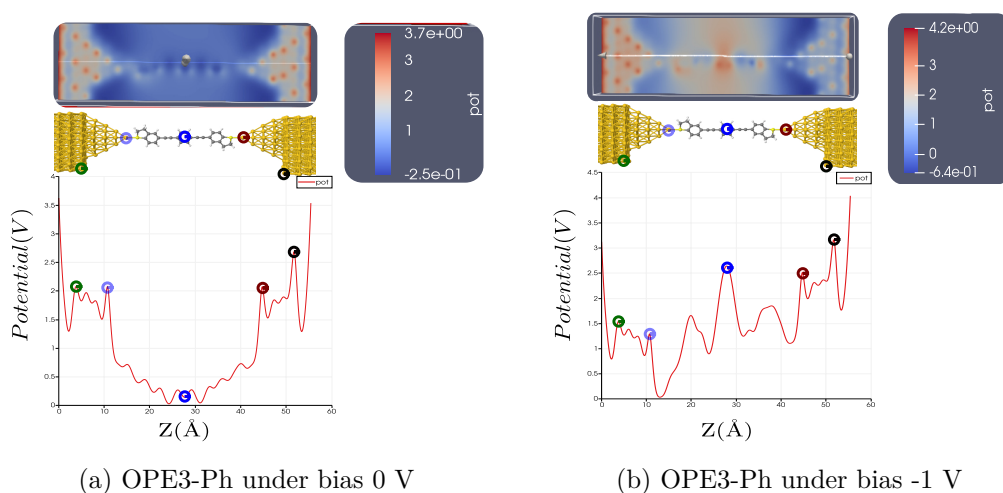 3.7e+00
3
2
1
pot
-2.5e-01
4.2e+00
4
3
2
1
0
pot
-6.4e-01
pot
4
3.5
3
2.5
2
1.5
1
0.5
0
Potential(V)
0 10 20 30 40 50 60
Z(Å)
pot
4.5
4
3.5
3
2.5
2
1.5
1
0.5
0
Potential(V)
0 10 20 30 40 50 60
Z(Å)
(a) OPE3-Ph under bias 0 V
(b) OPE3-Ph under bias -1 V